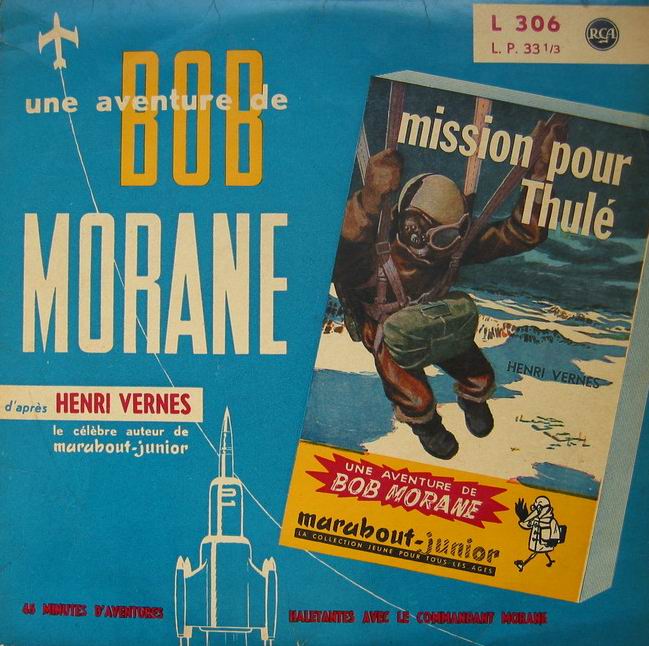 L 306
L. P. 33 1/3
RCA
une aventure de
BOB
MORANE
d'après HENRI VERNES
le célèbre auteur de
marabout-junior
mission pour
Thulé
HENRI VERNES
UNE AVENTURE DE
BOB MORANE
marabout-junior
LA COLLECTION JEUNE POUR TOUS LES AGES
45 MINUTES D'AVENTURES HALETANTES AVEC LE COMMANDANT MORANE